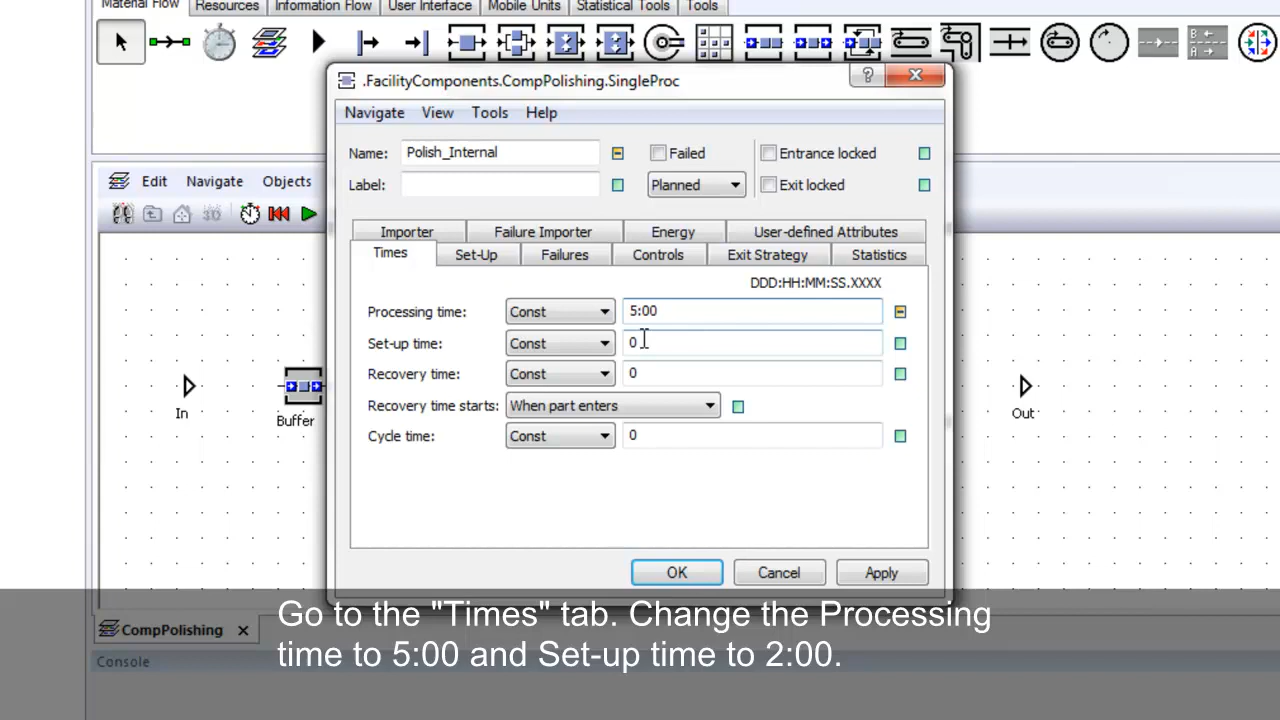 Material Flow Resources Information Flow User Interface Mobile Units Statistical Tools Tools
.FacilityComponents.CompPolishing.SingleProc
Navigate View Tools Help
Name: Polish_Internal Failed Entrance locked
Label: Planned Exit locked
Edit Navigate Objects
Importer Failure Importer Energy User-defined Attributes
Times Set-Up Failures Controls Exit Strategy Statistics
DDD:HH:MM:SS.XXXX
Processing time: Const 5:00
Set-up time: Const 0
Recovery time: Const 0
Recovery time starts: When part enters
Cycle time: Const 0
In
Buffer
Out
OK Cancel Apply
Go to the "Times" tab. Change the Processing
time to 5:00 and Set-up time to 2:00.
CompPolishing
Console